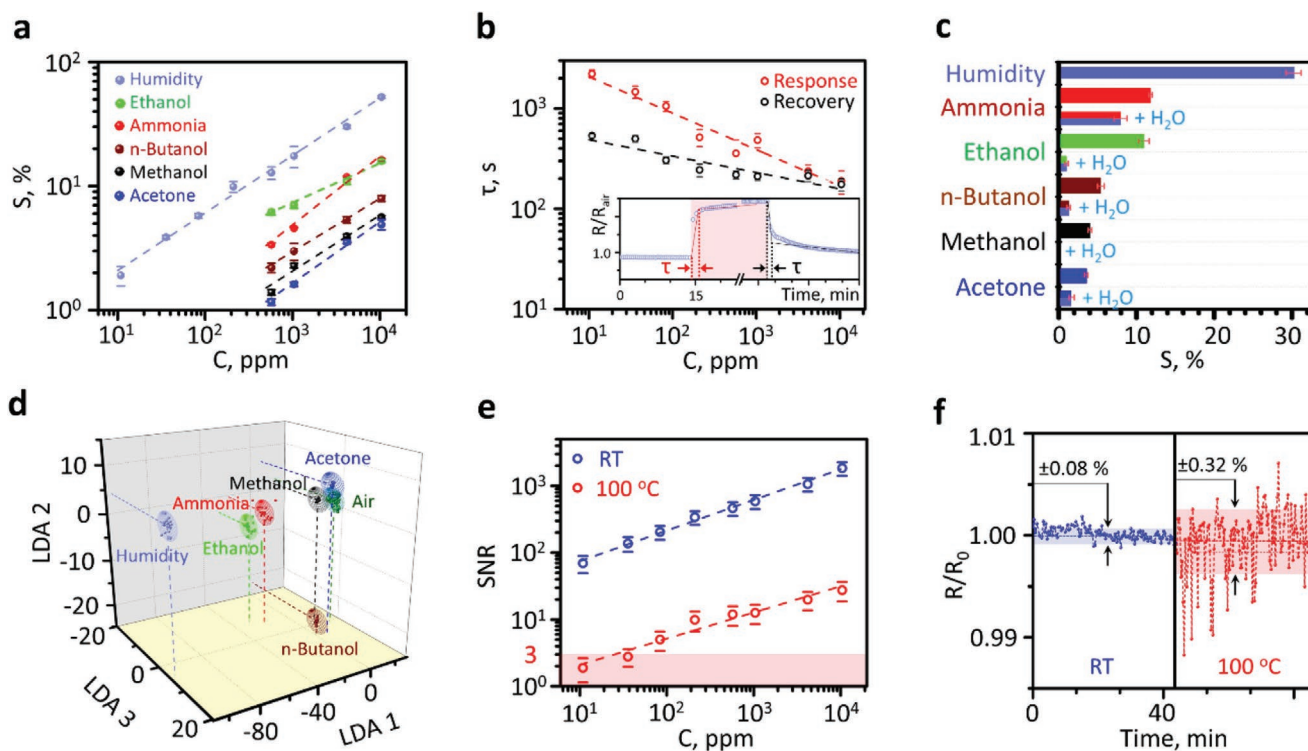 a
S, %
10²
10¹
10⁰
Humidity
Ethanol
Ammonia
n-Butanol
Methanol
Acetone
10¹ 10² 10³ 10⁴
C, ppm
b
τ, s
10³
10²
10¹
Response
Recovery
R/Rair
1.0
τ
τ
0 15
Time, min
10¹ 10² 10³ 10⁴
C, ppm
c
Humidity
Ammonia
+ H₂O
Ethanol
+ H₂O
n-Butanol
+ H₂O
Methanol
+ H₂O
Acetone
+ H₂O
0 10 20 30
S, %
d
LDA 2
10
0
-10
-20
Acetone
Methanol
Air
Ammonia
Ethanol
Humidity
n-Butanol
-20
0
20
LDA 3
-80 -40 0
LDA 1
e
SNR
10³
10²
10¹
3
10⁰
RT
100 °C
10¹ 10² 10³ 10⁴
C, ppm
f
R/R₀
1.01
1.00
0.99
±0.08 %
±0.32 %
RT
100 °C
0 40
Time, min